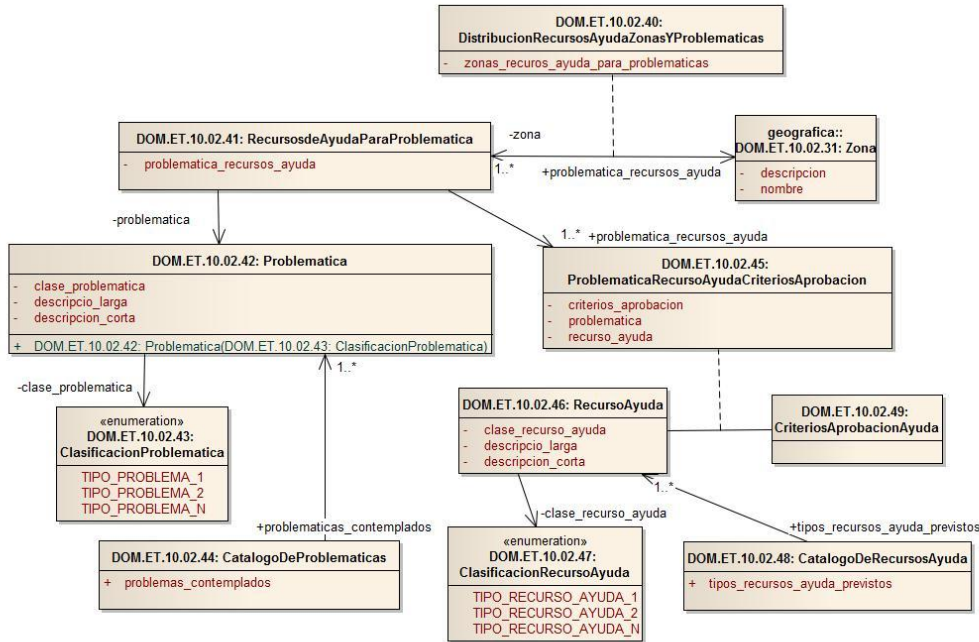 DOM.ET.10.02.40:
DistribucionRecursosAyudaZonasYProblematicas
- zonas_recuros_ayuda_para_problematicas
DOM.ET.10.02.41: RecursosdeAyudaParaProblematica
- problematica_recursos_ayuda
-zona
1..*
+problematica_recursos_ayuda
geografica::
DOM.ET.10.02.31: Zona
- descripcion
- nombre
-problematica
1..*
+problematica_recursos_ayuda
DOM.ET.10.02.42: Problematica
- clase_problematica
- descripcio_larga
- descripcion_corta
+ DOM.ET.10.02.42: Problematica(DOM.ET.10.02.43: ClasificacionProblematica)
DOM.ET.10.02.45:
ProblematicaRecursoAyudaCriteriosAprobacion
- criterios_aprobacion
- problematica
- recurso_ayuda
-clase_problematica
1..*
«enumeration»
DOM.ET.10.02.43:
ClasificacionProblematica
TIPO_PROBLEMA_1
TIPO_PROBLEMA_2
TIPO_PROBLEMA_N
DOM.ET.10.02.46: RecursoAyuda
- clase_recurso_ayuda
- descripcio_larga
- descripcion_corta
DOM.ET.10.02.49:
CriteriosAprobacionAyuda
1..*
+problematicas_contemplados
-clase_recurso_ayuda
+tipos_recursos_ayuda_previstos
DOM.ET.10.02.44: CatalogoDeProblematicas
+ problemas_contemplados
«enumeration»
DOM.ET.10.02.47:
ClasificacionRecursoAyuda
TIPO_RECURSO_AYUDA_1
TIPO_RECURSO_AYUDA_2
TIPO_RECURSO_AYUDA_N
DOM.ET.10.02.48: CatalogoDeRecursosAyuda
+ tipos_recursos_ayuda_previstos